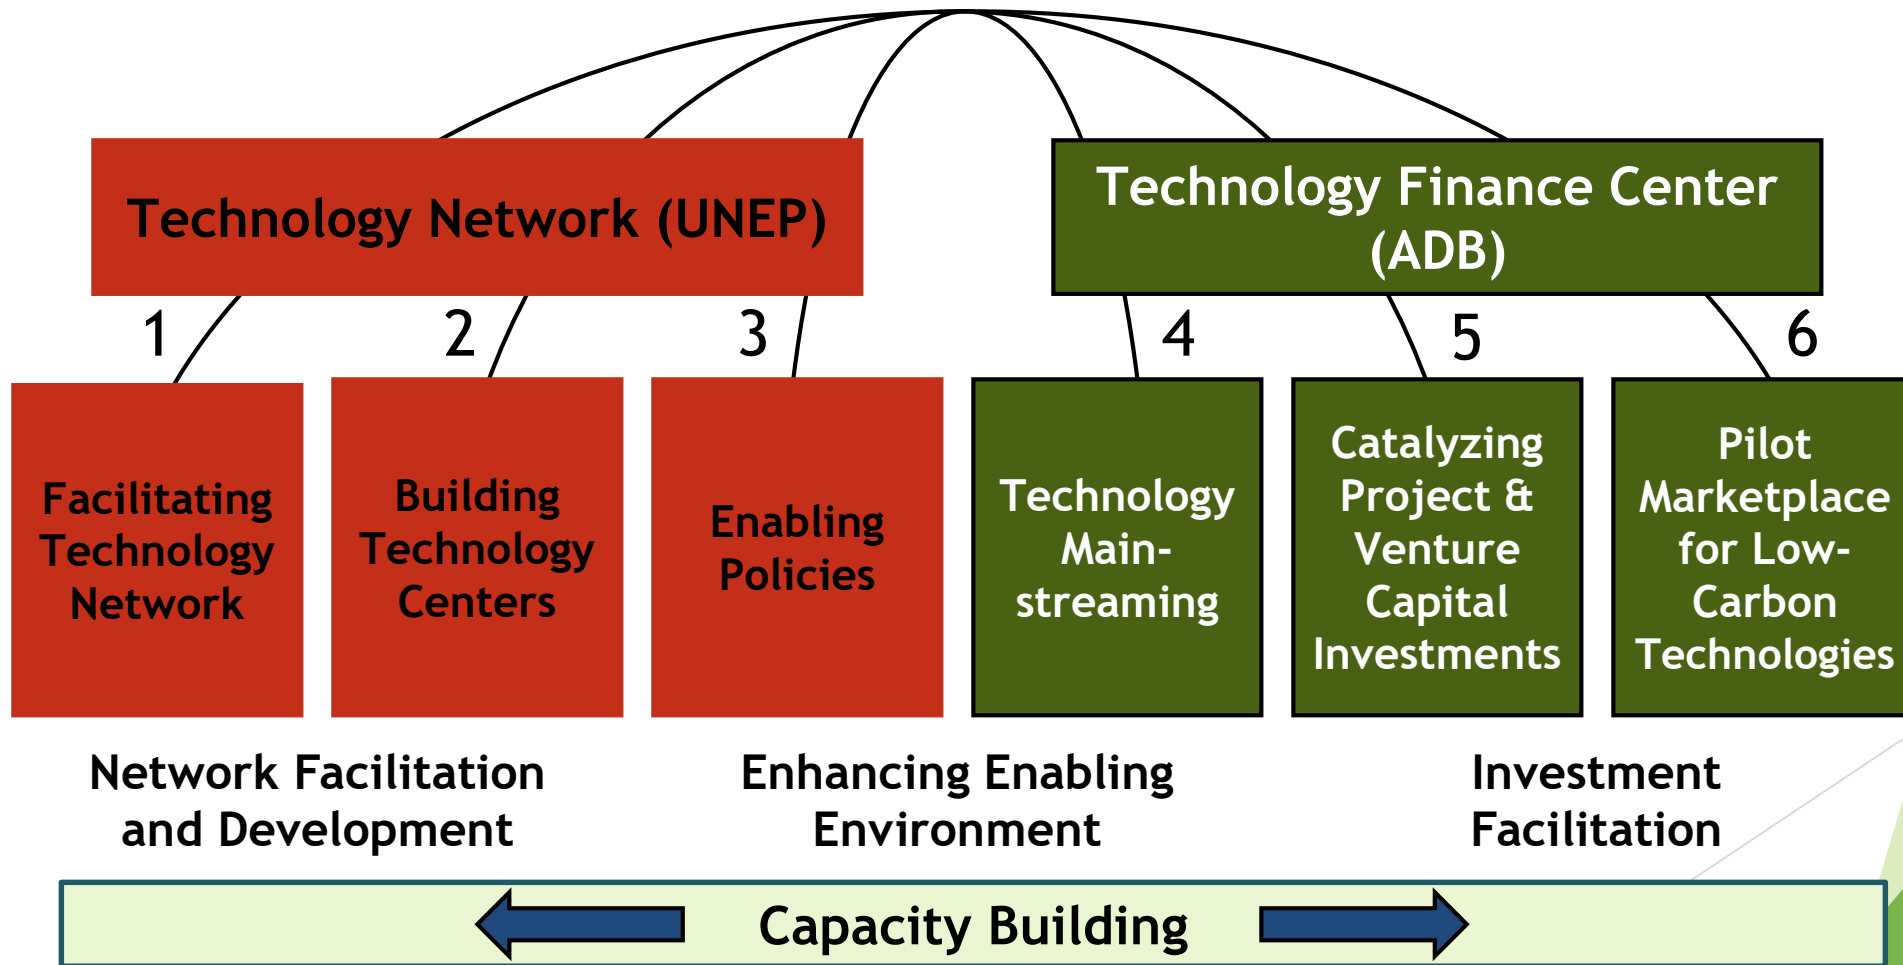 Technology Network (UNEP)
Technology Finance Center
(ADB)
1
2
3
4
5
6
Facilitating
Technology
Network
Building
Technology
Centers
Enabling
Policies
Technology
Main-
streaming
Catalyzing
Project &
Venture
Capital
Investments
Pilot
Marketplace
for Low-
Carbon
Technologies
Network Facilitation
and Development
Enhancing Enabling
Environment
Investment
Facilitation
Capacity Building